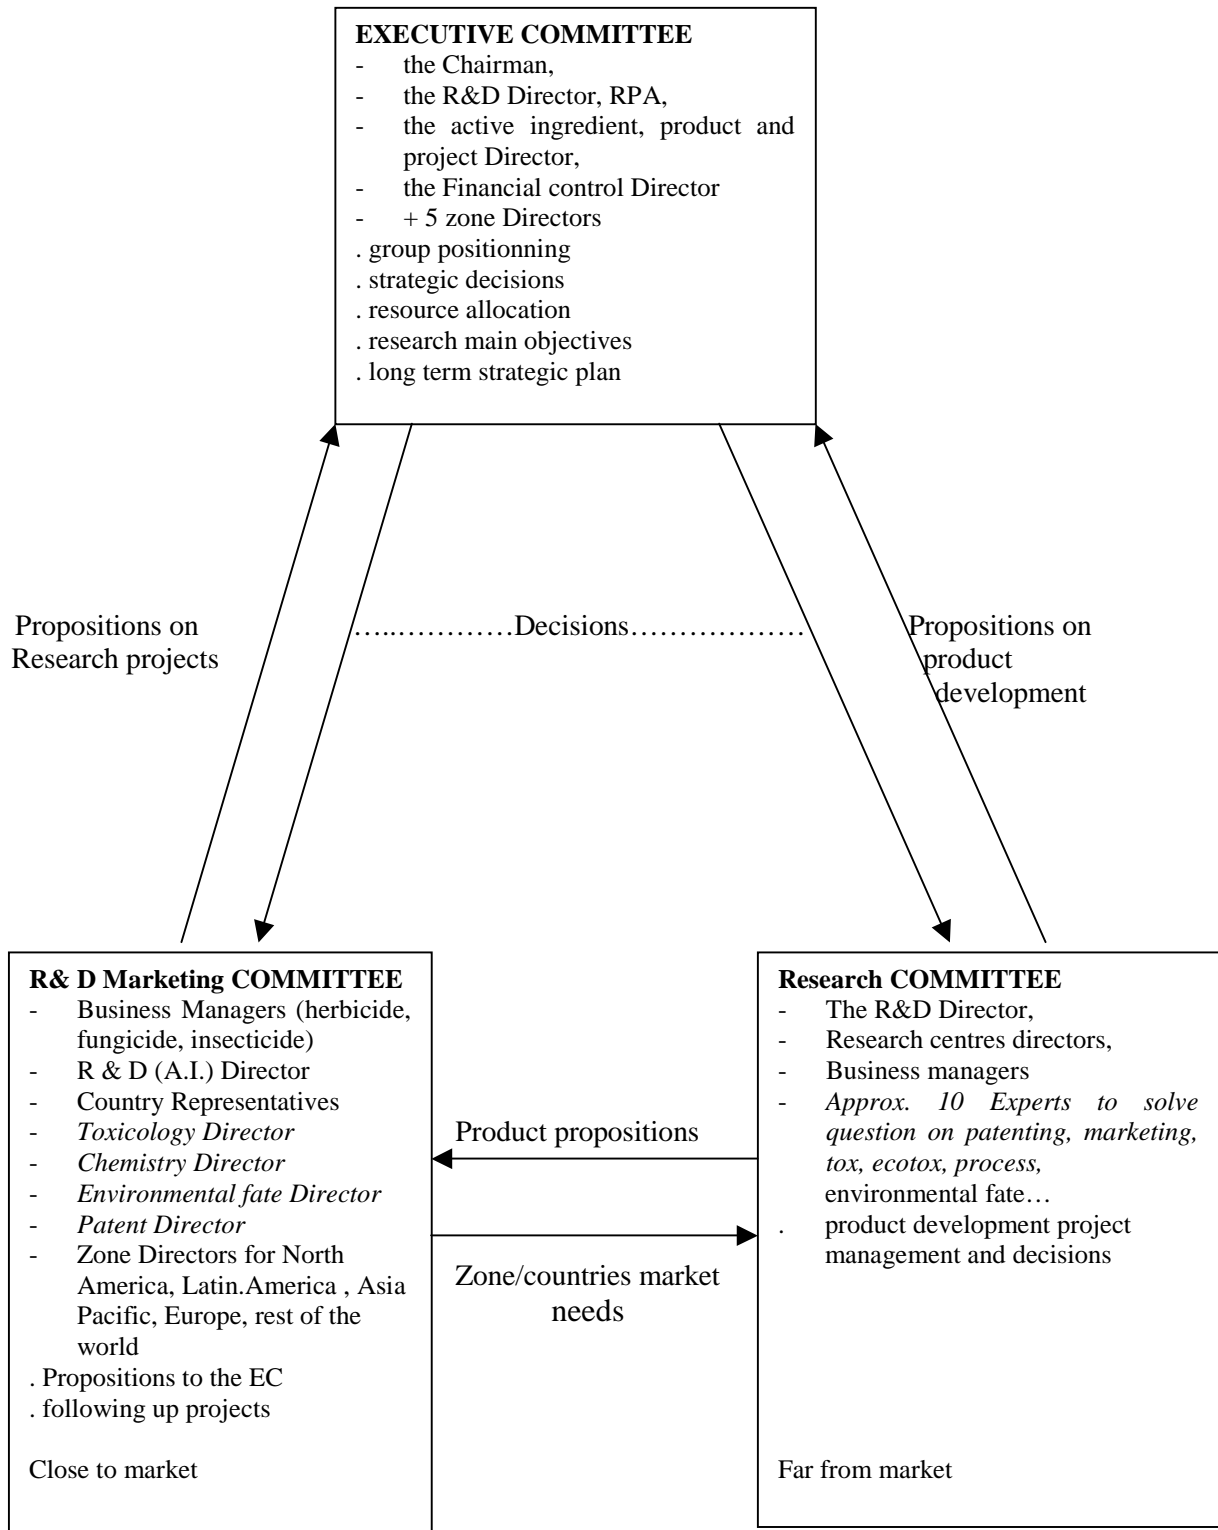 EXECUTIVE COMMITTEE
- the Chairman,
- the R&D Director, RPA,
- the active ingredient, product and
project Director,
- the Financial control Director
- + 5 zone Directors
. group positionning
. strategic decisions
. resource allocation
. research main objectives
. long term strategic plan
Propositions on
Research projects
…..…………Decisions…………………
Propositions on
product
development
R& D Marketing COMMITTEE
- Business Managers (herbicide,
fungicide, insecticide)
- R & D (A.I.) Director
- Country Representatives
- Toxicology Director
- Chemistry Director
- Environmental fate Director
- Patent Director
- Zone Directors for North
America, Latin.America , Asia
Pacific, Europe, rest of the
world
. Propositions to the EC
. following up projects
Close to market
Product propositions
Zone/countries market
needs
Research COMMITTEE
- The R&D Director,
- Research centres directors,
- Business managers
- Approx. 10 Experts to solve
question on patenting, marketing,
tox, ecotox, process,
environmental fate…
. product development project
management and decisions
Far from market